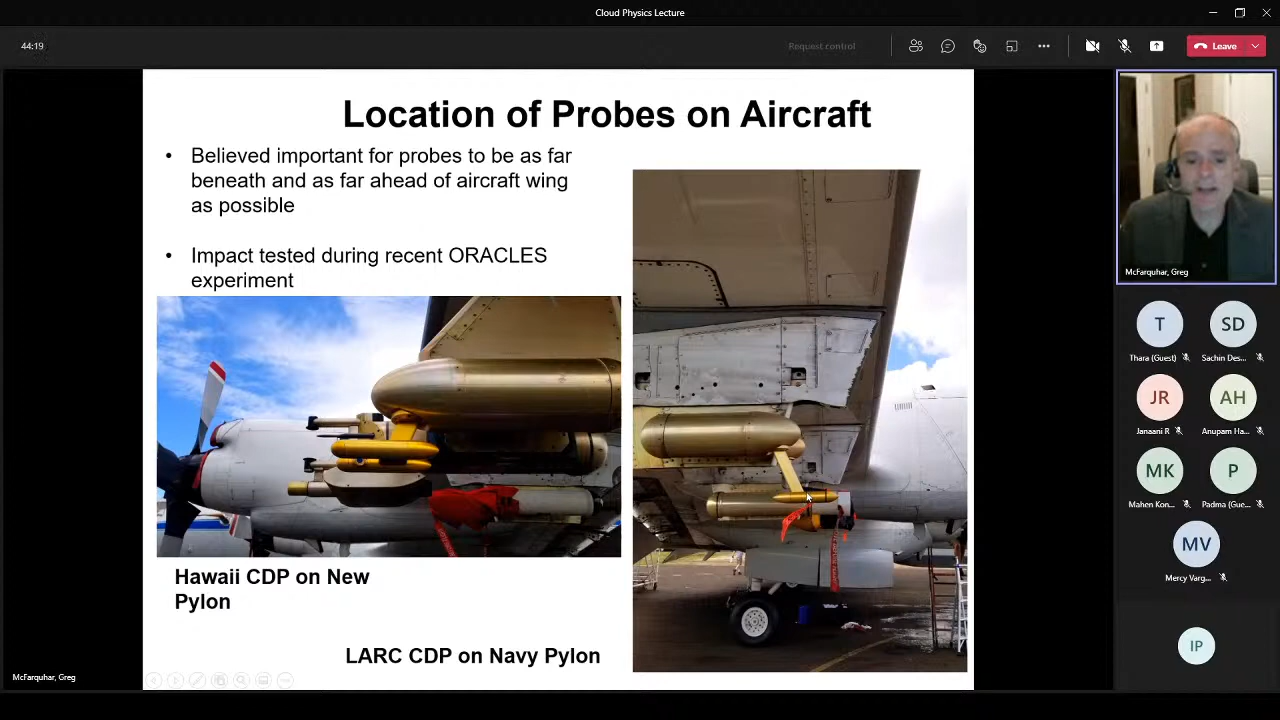 Cloud Physics Lecture
44:19
Request control
Leave
Location of Probes on Aircraft
• Believed important for probes to be as far
beneath and as far ahead of aircraft wing
as possible
• Impact tested during recent ORACLES
experiment
Hawaii CDP on New
Pylon
LARC CDP on Navy Pylon
McFarquhar, Greg
McFarquhar, Greg
T
SD
Thara (Guest)
Sachin Des...
JR
AH
Janaani R
Anupam Ha...
MK
P
Mahen Kon...
Padma (Gue...
MV
Mercy Varg...
IP